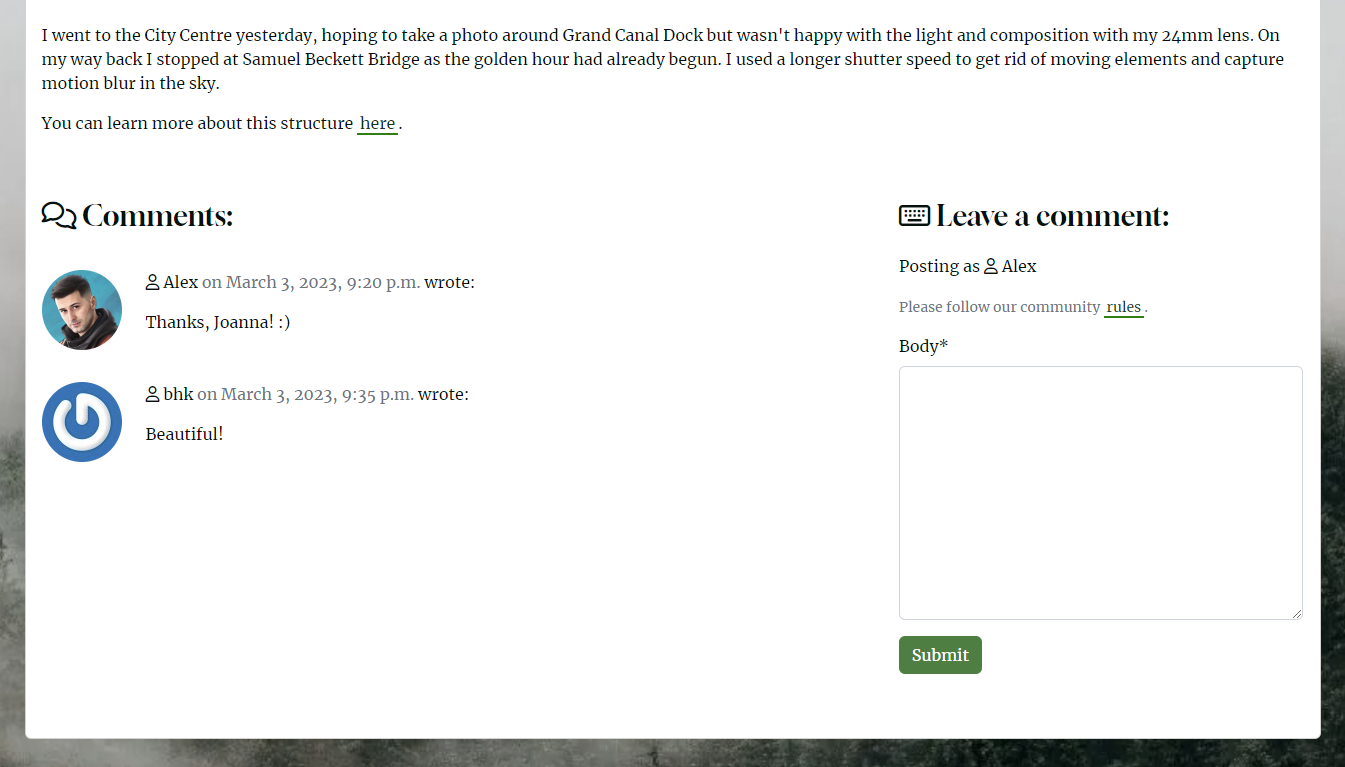 I went to the City Centre yesterday, hoping to take a photo around Grand Canal Dock but wasn't happy with the light and composition with my 24mm lens. On
my way back I stopped at Samuel Beckett Bridge as the golden hour had already begun. I used a longer shutter speed to get rid of moving elements and capture
motion blur in the sky.
You can learn more about this structure here.
Comments:
Alex on March 3, 2023, 9:20 p.m. wrote:
Thanks, Joanna! :)
bhk on March 3, 2023, 9:35 p.m. wrote:
Beautiful!
Leave a comment:
Posting as Alex
Please follow our community rules.
Body*
Submit